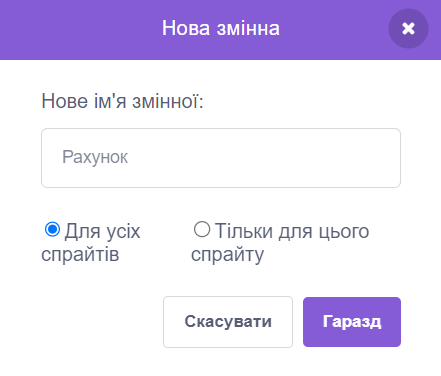 Нова змінна
Нове ім'я змінної:
Рахунок
Для усіх
спрайтів
Тільки для цього
спрайту
Скасувати
Гаразд